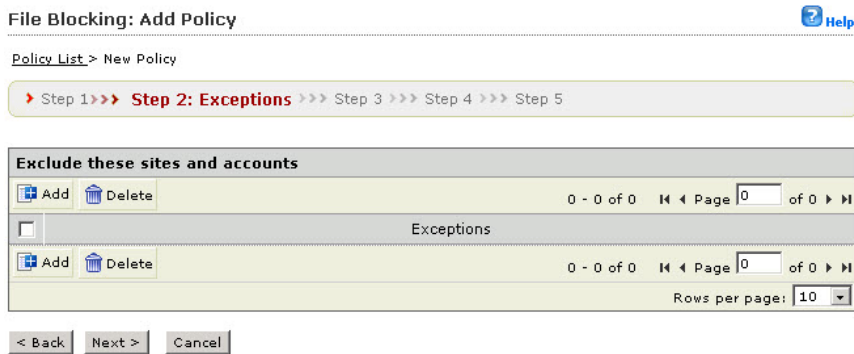 File Blocking: Add Policy Help
Policy List > New Policy
Step 1 >>> Step 2: Exceptions >>> Step 3 >>> Step 4 >>> Step 5
Exclude these sites and accounts
Add Delete 0 - 0 of 0 Page 0 of 0
Exceptions
Add Delete 0 - 0 of 0 Page 0 of 0
Rows per page: 10
< Back Next > Cancel